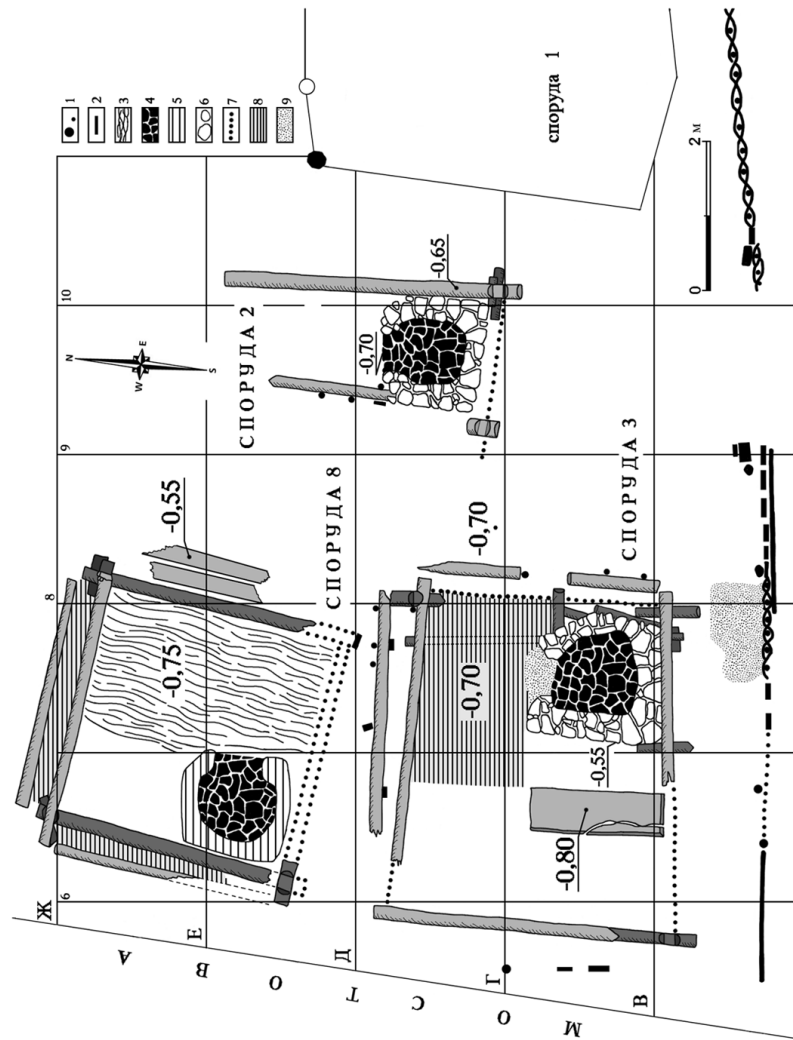 1
2
3
4
5
6
7
8
9
споруда 1
0
2 м
N
W
E
S
10
9
8
6
СПОРУДА 2
-0,65
-0,70
СПОРУДА 8
-0,55
-0,75
СПОРУДА 3
-0,70
-0,70
-0,55
-0,80
Ж
Е
Д
Г
В
МОСТОВА